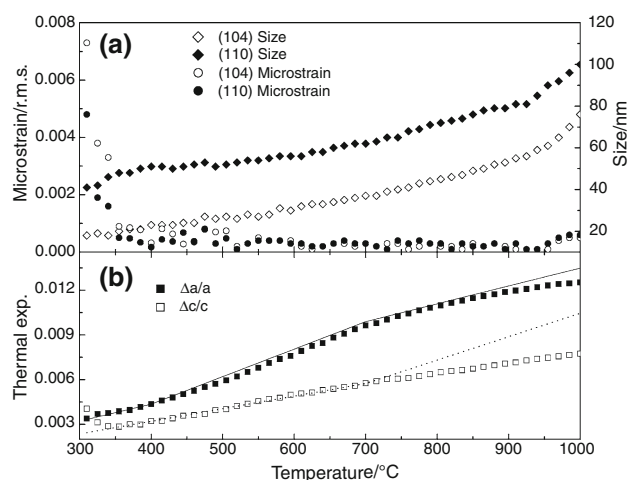 0.008
0.006
0.004
0.002
0.000
Microstrain/r.m.s.
(a)
(104) Size
(110) Size
(104) Microstrain
(110) Microstrain
120
100
80
60
40
20
Size/nm
0.012
0.009
0.006
0.003
Thermal exp.
(b)
Δa/a
Δc/c
300 400 500 600 700 800 900 1000
Temperature/°C